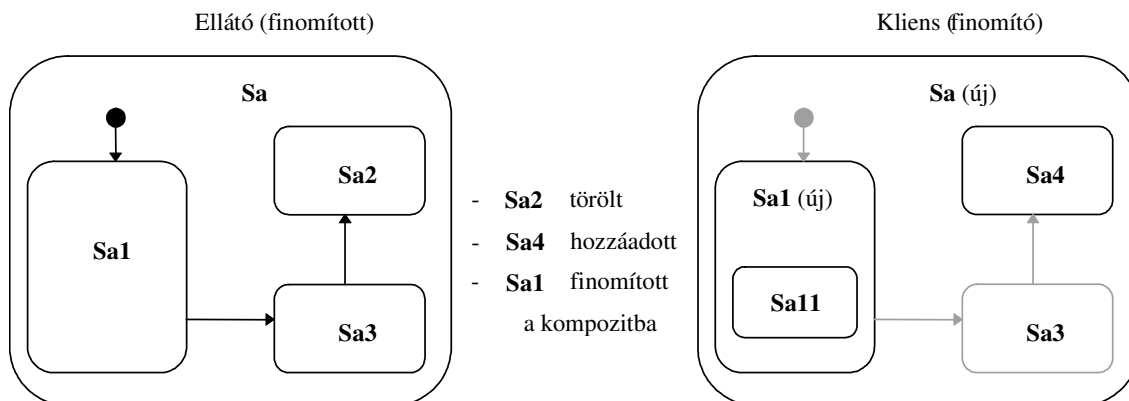 Ellátó (finomított)
Kliens (finomító)
Sa
Sa1
Sa2
Sa3
- Sa2 törölt
- Sa4 hozzáadott
- Sa1 finomított
a kompozitba
Sa (új)
Sa1 (új)
Sa4
Sa11
Sa3